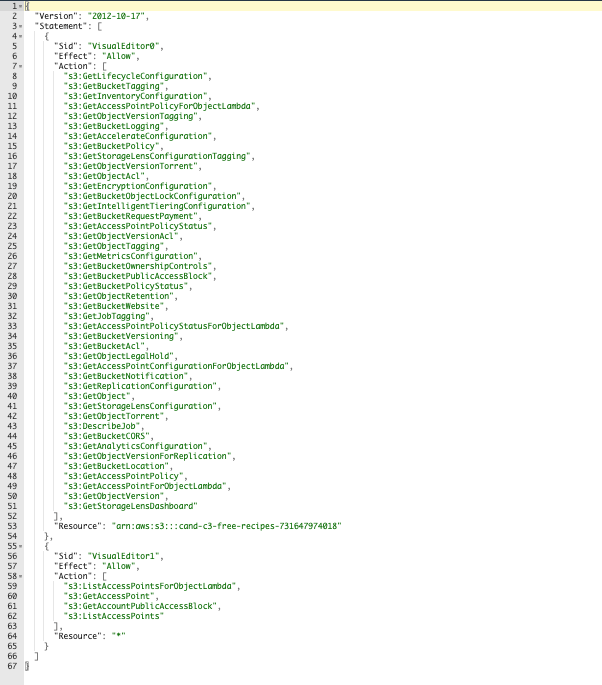 1 {
2 "Version": "2012-10-17",
3 "Statement": [
4 {
5 "Sid": "VisualEditor0",
6 "Effect": "Allow",
7 "Action": [
8 "s3:GetLifecycleConfiguration",
9 "s3:GetBucketTagging",
10 "s3:GetInventoryConfiguration",
11 "s3:GetAccessPointPolicyForObjectLambda",
12 "s3:GetObjectVersionTagging",
13 "s3:GetBucketLogging",
14 "s3:GetAccelerateConfiguration",
15 "s3:GetBucketPolicy",
16 "s3:GetStorageLensConfigurationTagging",
17 "s3:GetObjectVersionTorrent",
18 "s3:GetObjectAcl",
19 "s3:GetEncryptionConfiguration",
20 "s3:GetBucketObjectLockConfiguration",
21 "s3:GetIntelligentTieringConfiguration",
22 "s3:GetBucketRequestPayment",
23 "s3:GetAccessPointPolicyStatus",
24 "s3:GetObjectVersionAcl",
25 "s3:GetObjectTagging",
26 "s3:GetMetricsConfiguration",
27 "s3:GetBucketOwnershipControls",
28 "s3:GetBucketPublicAccessBlock",
29 "s3:GetBucketPolicyStatus",
30 "s3:GetObjectRetention",
31 "s3:GetBucketWebsite",
32 "s3:GetJobTagging",
33 "s3:GetAccessPointPolicyStatusForObjectLambda",
34 "s3:GetBucketVersioning",
35 "s3:GetBucketAcl",
36 "s3:GetObjectLegalHold",
37 "s3:GetAccessPointConfigurationForObjectLambda",
38 "s3:GetBucketNotification",
39 "s3:GetReplicationConfiguration",
40 "s3:GetObject",
41 "s3:GetStorageLensConfiguration",
42 "s3:GetObjectTorrent",
43 "s3:DescribeJob",
44 "s3:GetBucketCORS",
45 "s3:GetAnalyticsConfiguration",
46 "s3:GetObjectVersionForReplication",
47 "s3:GetBucketLocation",
48 "s3:GetAccessPointPolicy",
49 "s3:GetAccessPointForObjectLambda",
50 "s3:GetObjectVersion",
51 "s3:GetStorageLensDashboard"
52 ],
53 "Resource": "arn:aws:s3:::cand-c3-free-recipes-731647974018"
54 },
55 {
56 "Sid": "VisualEditor1",
57 "Effect": "Allow",
58 "Action": [
59 "s3:ListAccessPointsForObjectLambda",
60 "s3:GetAccessPoint",
61 "s3:GetAccountPublicAccessBlock",
62 "s3:ListAccessPoints"
63 ],
64 "Resource": "*"
65 }
66 ]
67 }